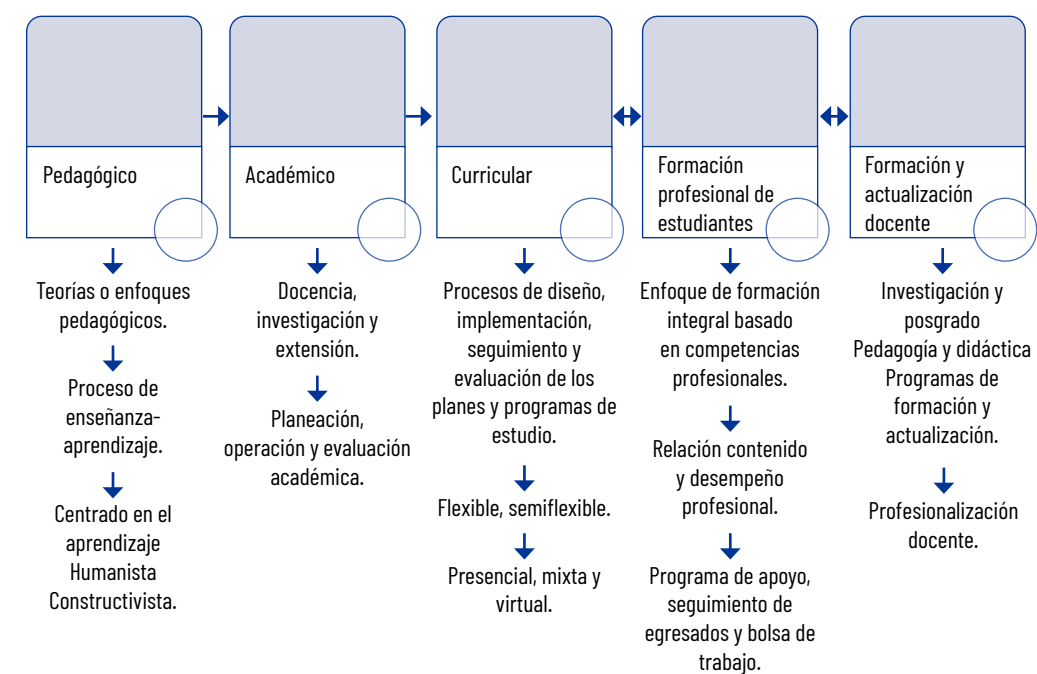 Pedagógico
Académico
Curricular
Formación
profesional de
estudiantes
Formación y
actualización
docente
Teorías o enfoques
pedagógicos.
Proceso de
enseñanza-
aprendizaje.
Centrado en el
aprendizaje
Humanista
Constructivista.
Docencia,
investigación y
extensión.
Planeación,
operación y evaluación
académica.
Procesos de diseño,
implementación,
seguimiento y
evaluación de los
planes y programas de
estudio.
Flexible, semiflexible.
Presencial, mixta y
virtual.
Enfoque de formación
integral basado
en competencias
profesionales.
Relación contenido
y desempeño
profesional.
Programa de apoyo,
seguimiento de
egresados y bolsa de
trabajo.
Investigación y
posgrado
Pedagogía y didáctica
Programas de
formación y
actualización.
Profesionalización
docente.